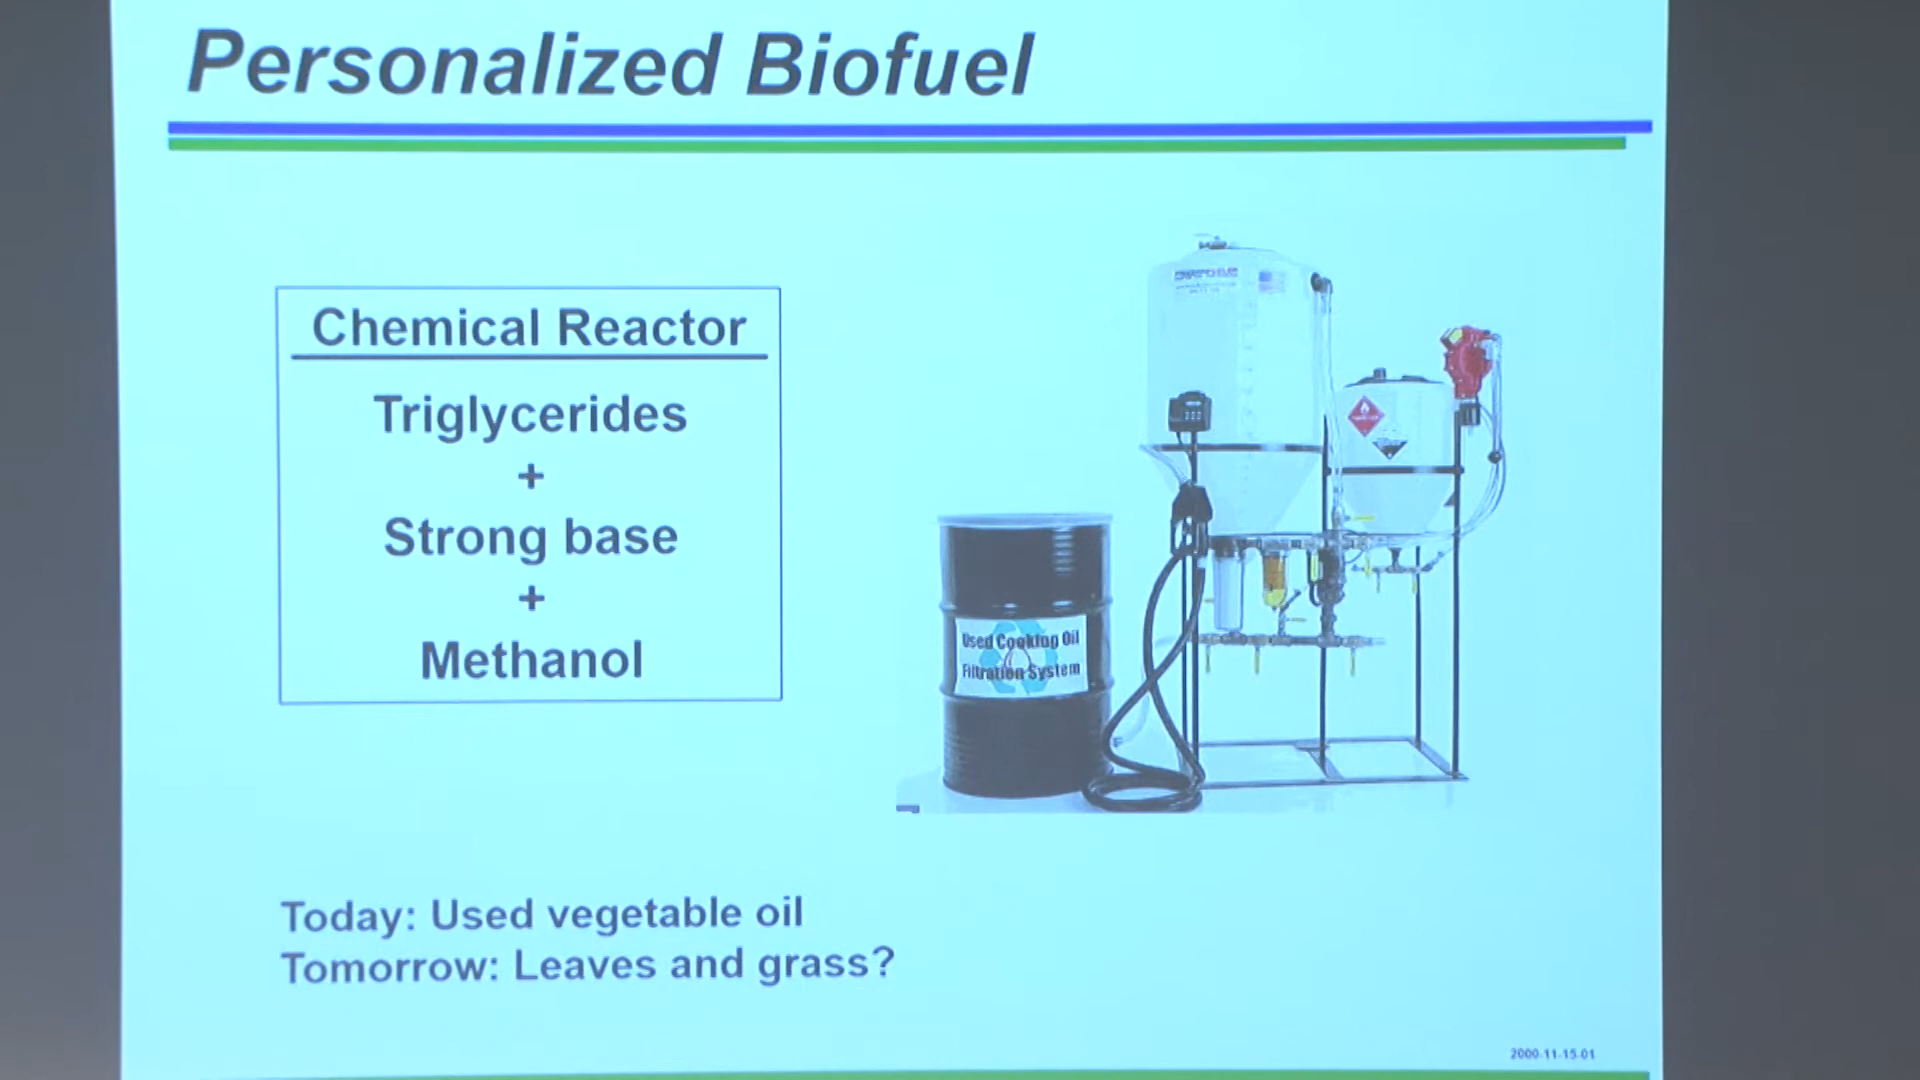 Personalized Biofuel
Chemical Reactor
Triglycerides
+
Strong base
+
Methanol
Used Cooking Oil
Filtration System
Today: Used vegetable oil
Tomorrow: Leaves and grass?
2000-11-15-01